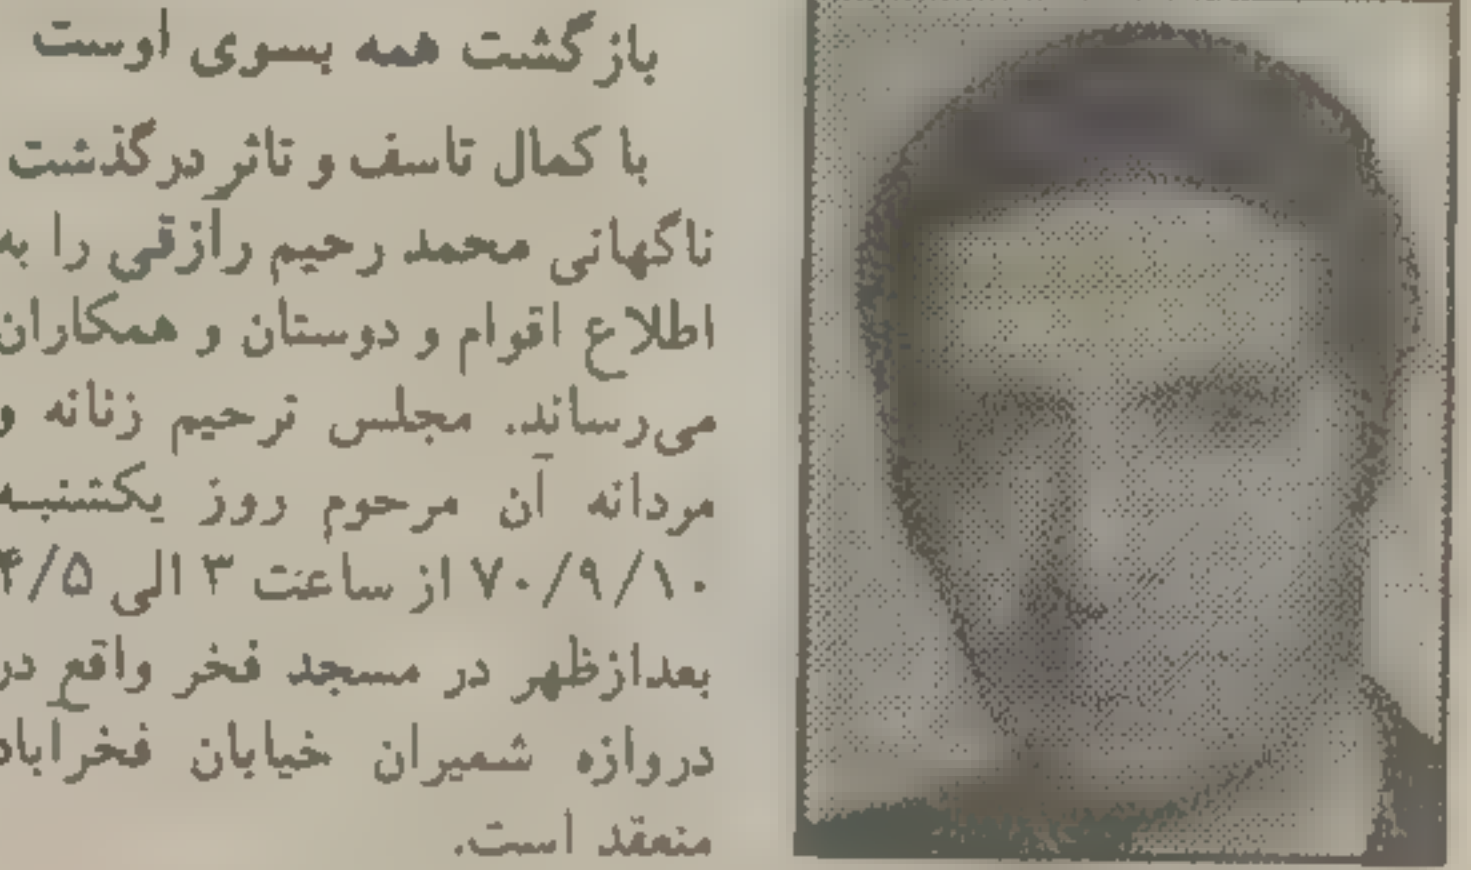 بازگشت همه بسوی اوست
با کمال تاسف و تاثر درگذشت
ناگهانی محمد رحیم رازقی را به
اطلاع اقوام و دوستان و همکاران
می‌رساند. مجلس ترحیم زنانه و
مردانه آن مرحوم روز یکشنبه
۷۰/۹/۱۰ از ساعت ۳ الی ۴/۵
بعدازظهر در مسجد فخر واقع در
دروازه شمیران خیابان فخراباد
منعقد است.